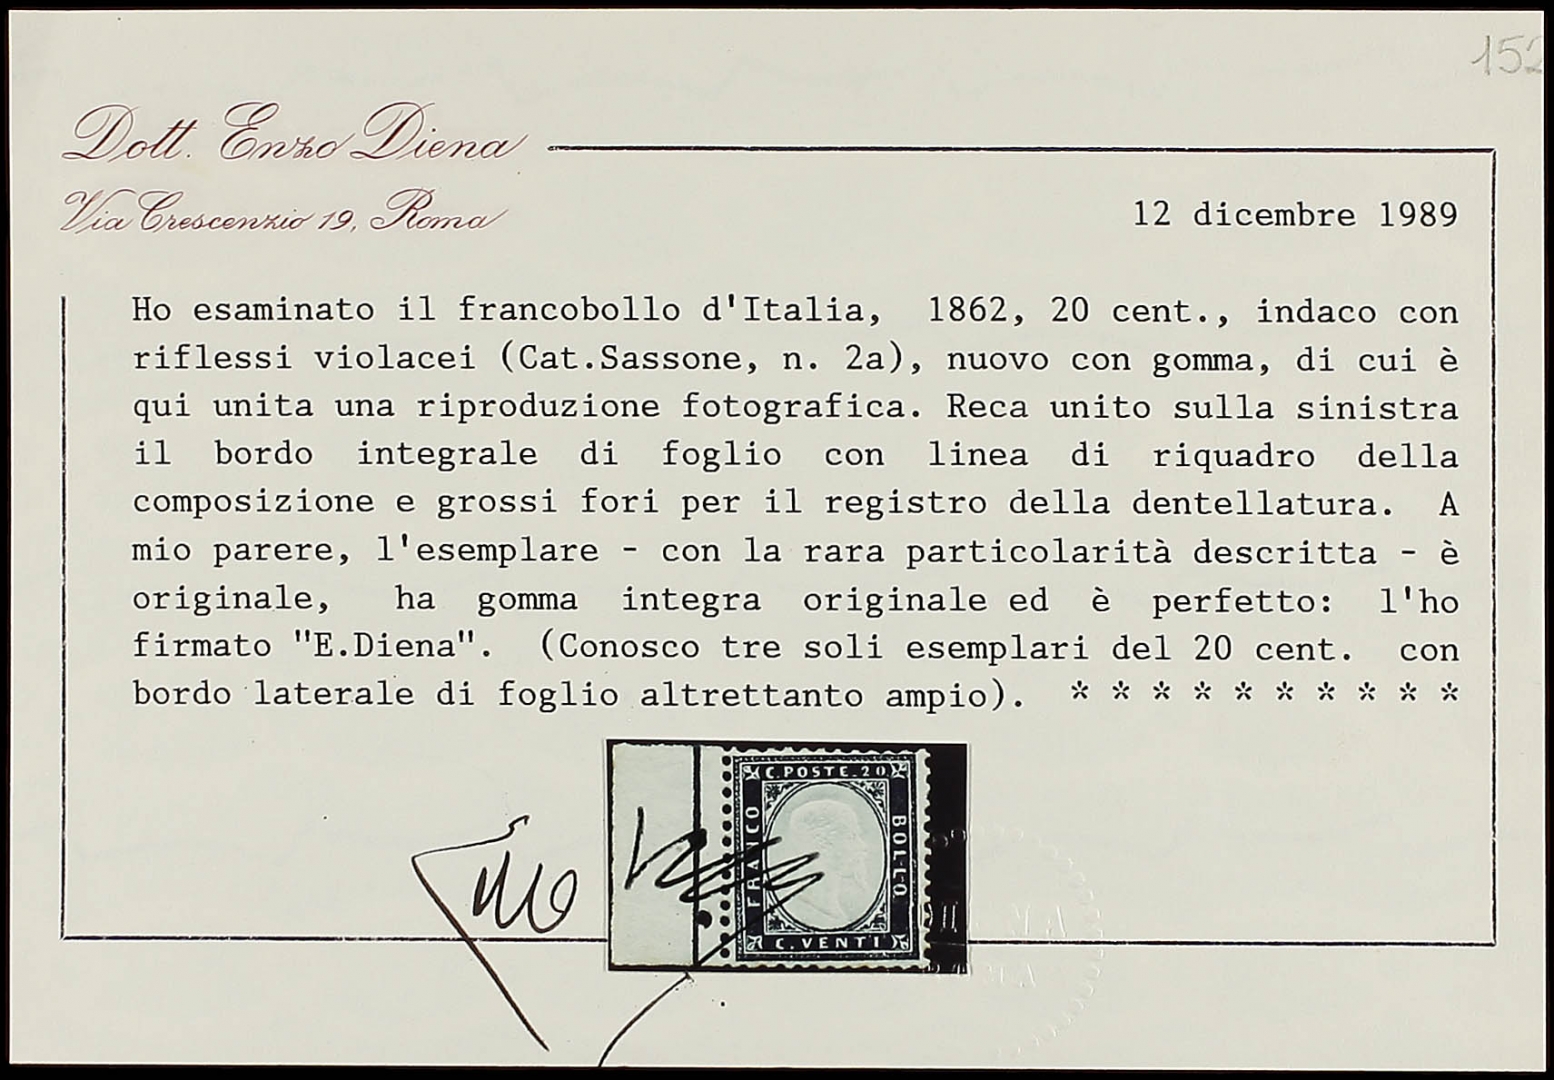 152
Dott. Enzo Diena
Via Crescenzio 19, Roma
12 dicembre 1989
Ho esaminato il francobollo d'Italia, 1862, 20 cent., indaco con
riflessi violacei (Cat.Sassone, n. 2a), nuovo con gomma, di cui è
qui unita una riproduzione fotografica. Reca unito sulla sinistra
il bordo integrale di foglio con linea di riquadro della
composizione e grossi fori per il registro della dentellatura. A
mio parere, l'esemplare - con la rara particolarità descritta - è
originale, ha gomma integra originale ed è perfetto: l'ho
firmato "E.Diena". (Conosco tre soli esemplari del 20 cent. con
bordo laterale di foglio altrettanto ampio). * * * * * * * * * *
C. POSTE. 20
FRANCO
BOLLO
C. VENTI